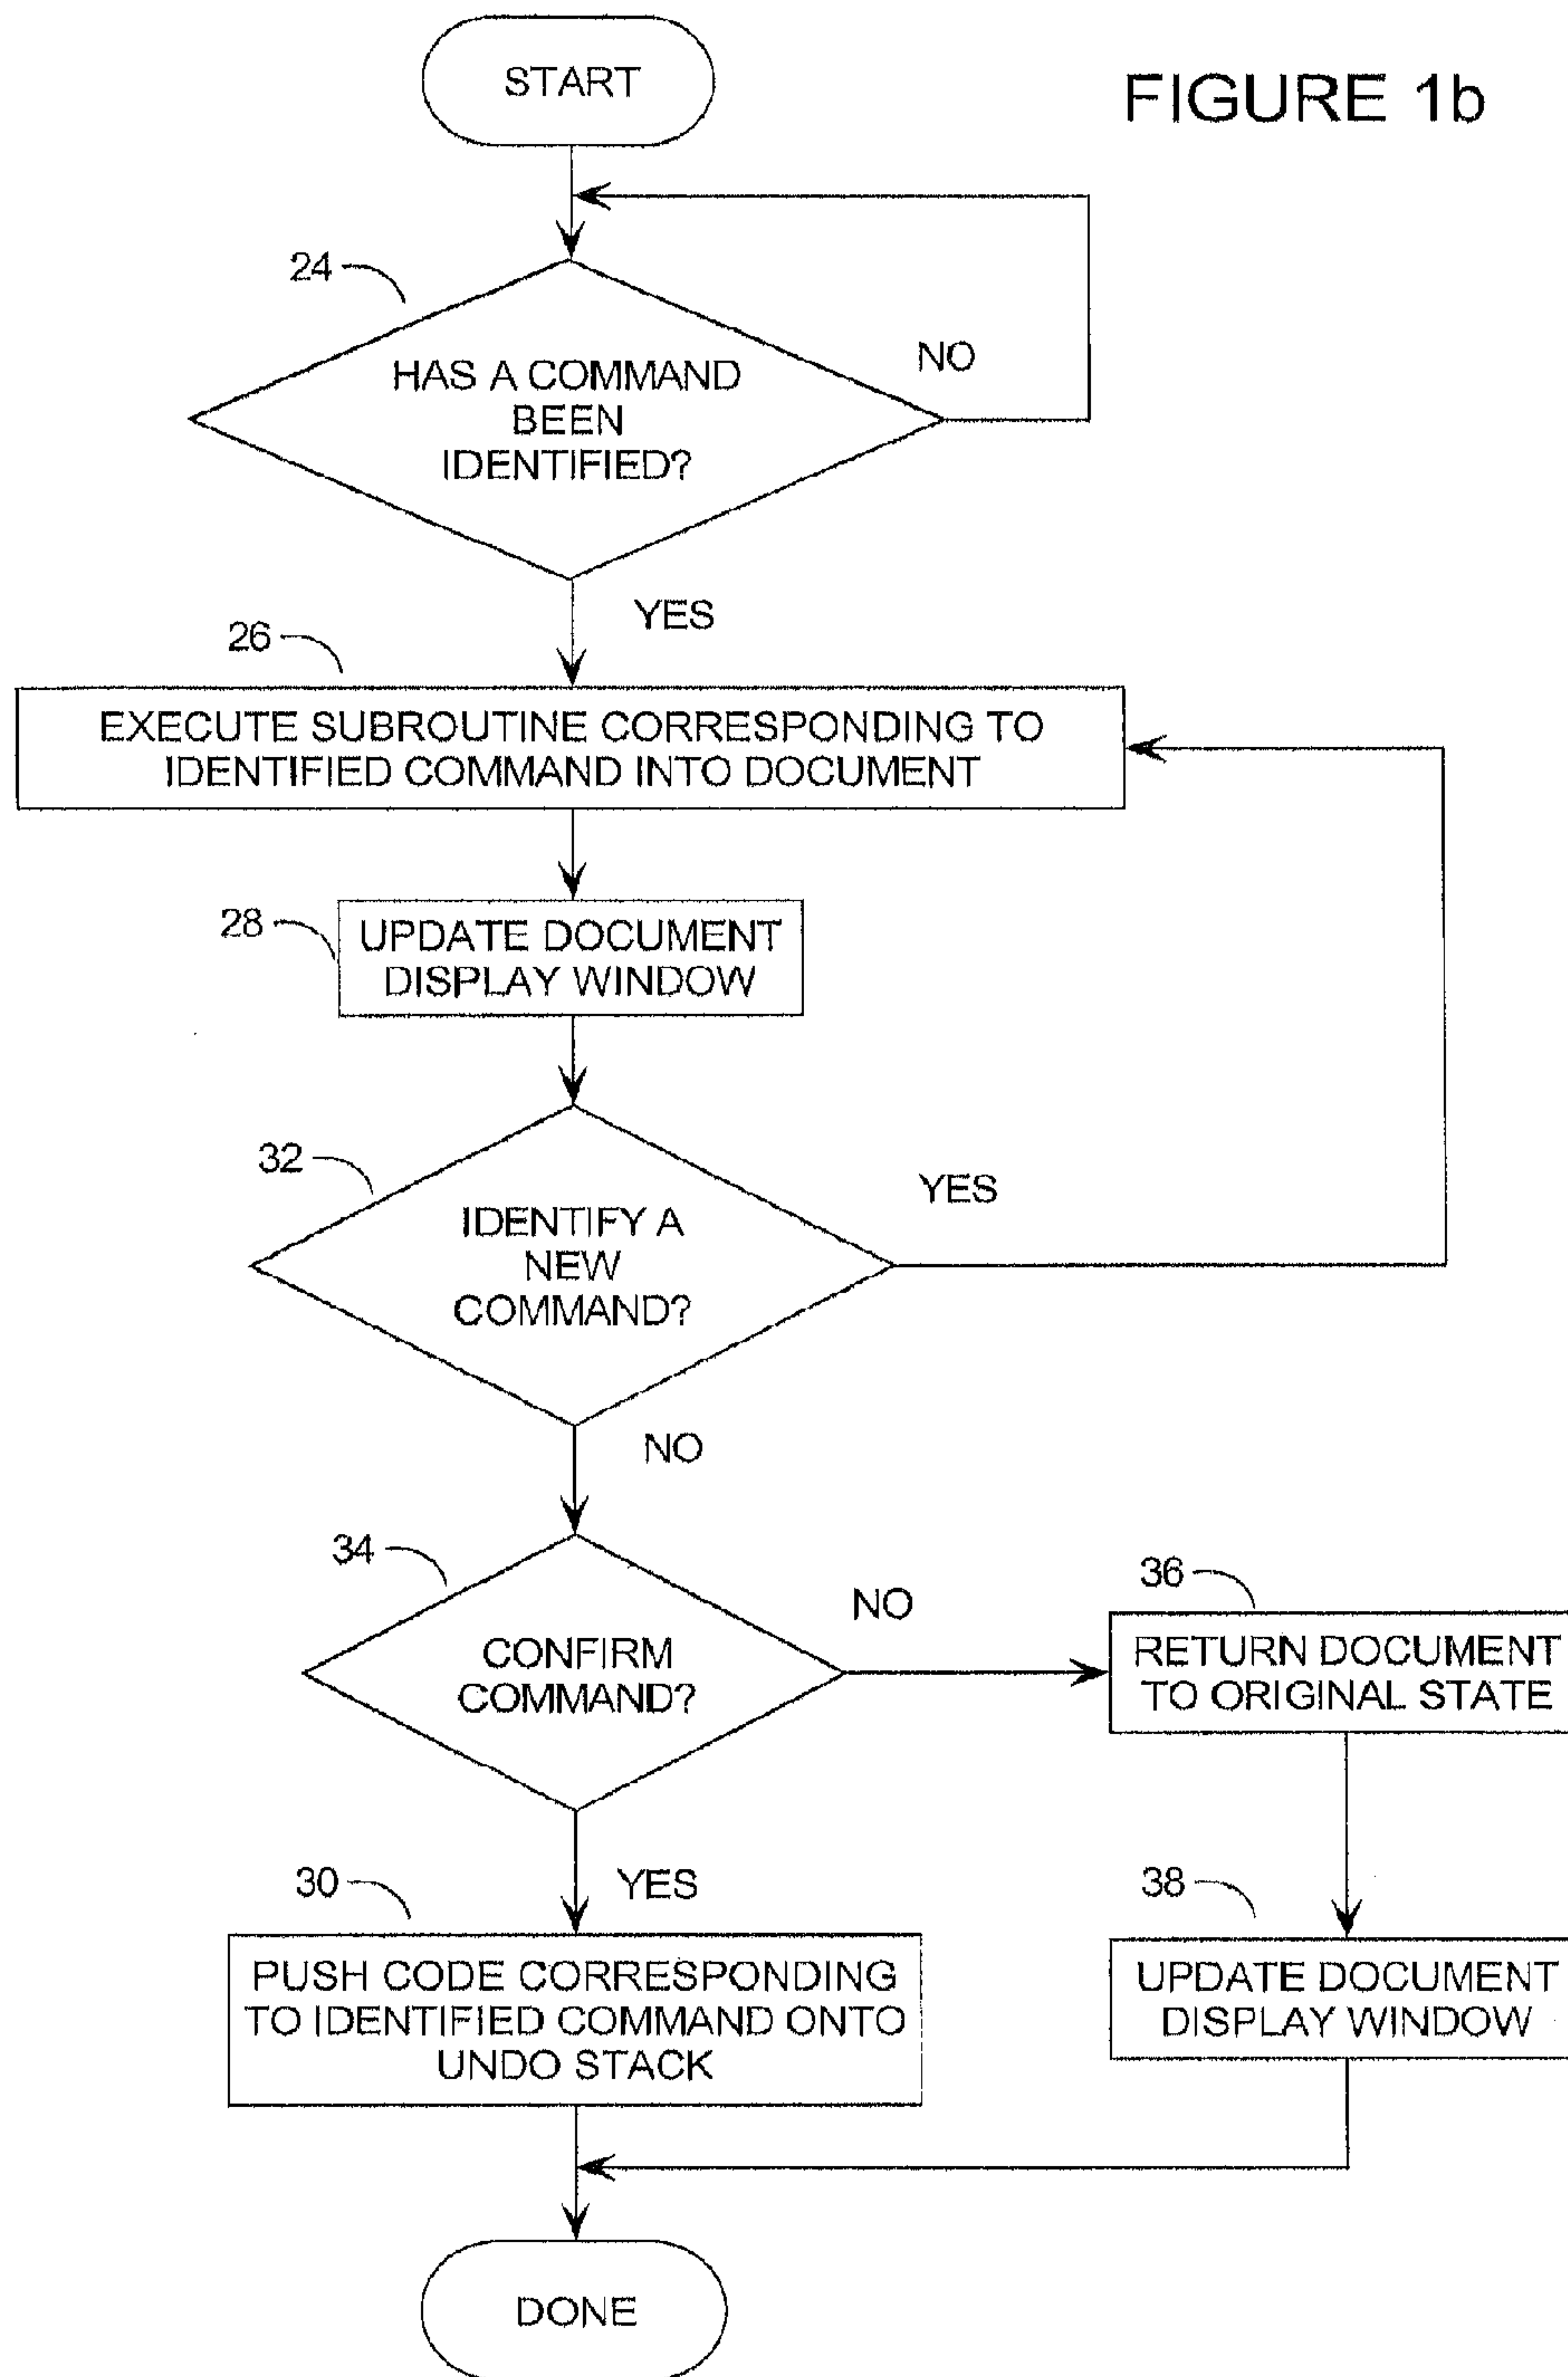 START
FIGURE 1b
24
HAS A COMMAND
BEEN
IDENTIFIED?
NO
YES
26
EXECUTE SUBROUTINE CORRESPONDING TO
IDENTIFIED COMMAND INTO DOCUMENT
28
UPDATE DOCUMENT
DISPLAY WINDOW
32
IDENTIFY A
NEW
COMMAND?
YES
NO
34
CONFIRM
COMMAND?
NO
36
RETURN DOCUMENT
TO ORIGINAL STATE
YES
30
PUSH CODE CORRESPONDING
TO IDENTIFIED COMMAND ONTO
UNDO STACK
38
UPDATE DOCUMENT
DISPLAY WINDOW
DONE